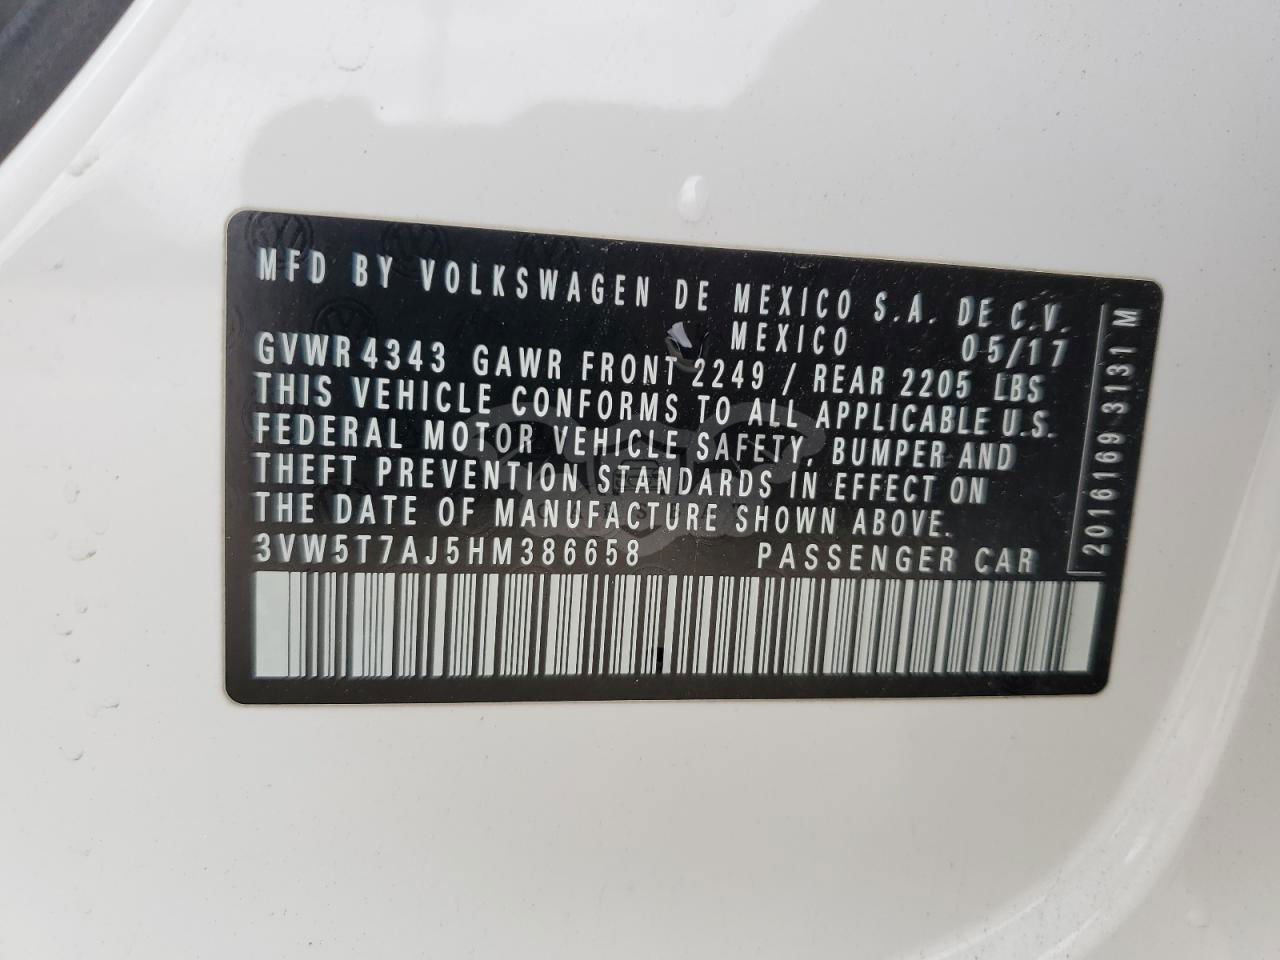 MFD BY VOLKSWAGEN DE MEXICO S.A. DE C.V.
MEXICO 05/17
GVWR 4343 GAWR FRONT 2249 / REAR 2205 LBS
THIS VEHICLE CONFORMS TO ALL APPLICABLE U.S.
FEDERAL MOTOR VEHICLE SAFETY, BUMPER AND
THEFT PREVENTION STANDARDS IN EFFECT ON
THE DATE OF MANUFACTURE SHOWN ABOVE.
3VW5T7AJ5HM386658 PASSENGER CAR
2016169 3131 M